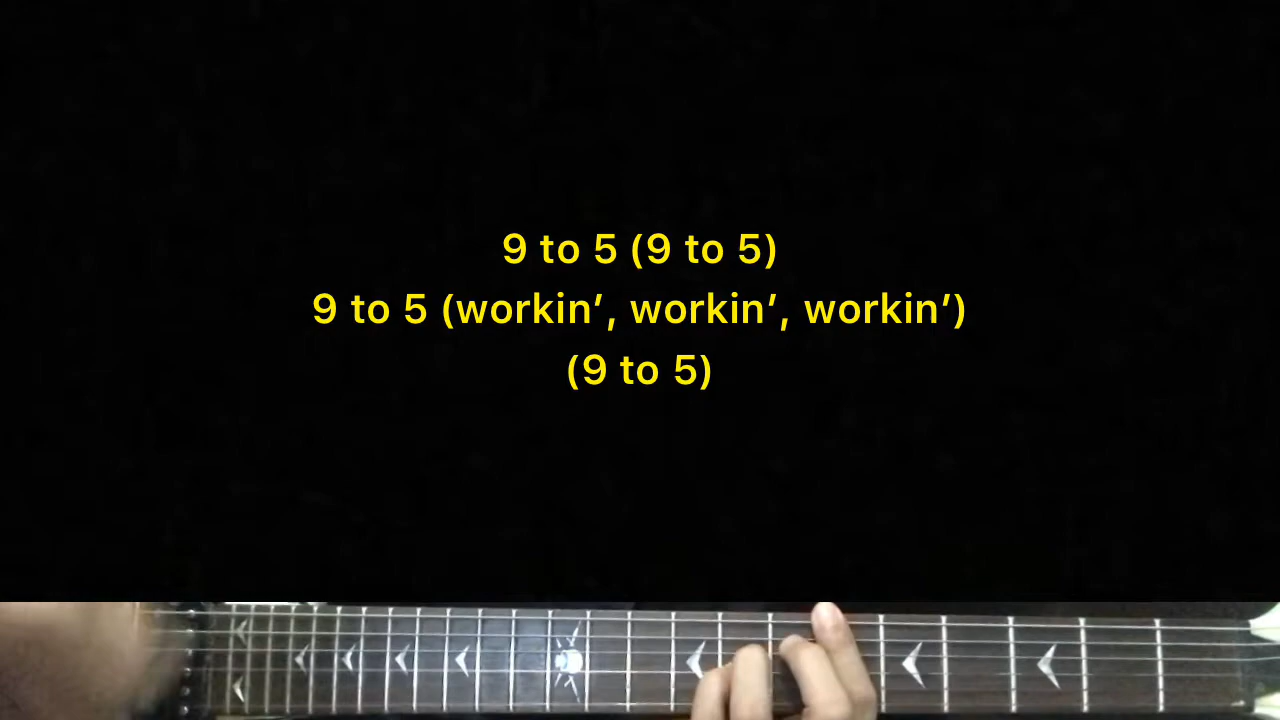 9 to 5 (9 to 5)
9 to 5 (workin’, workin’, workin’)
(9 to 5)